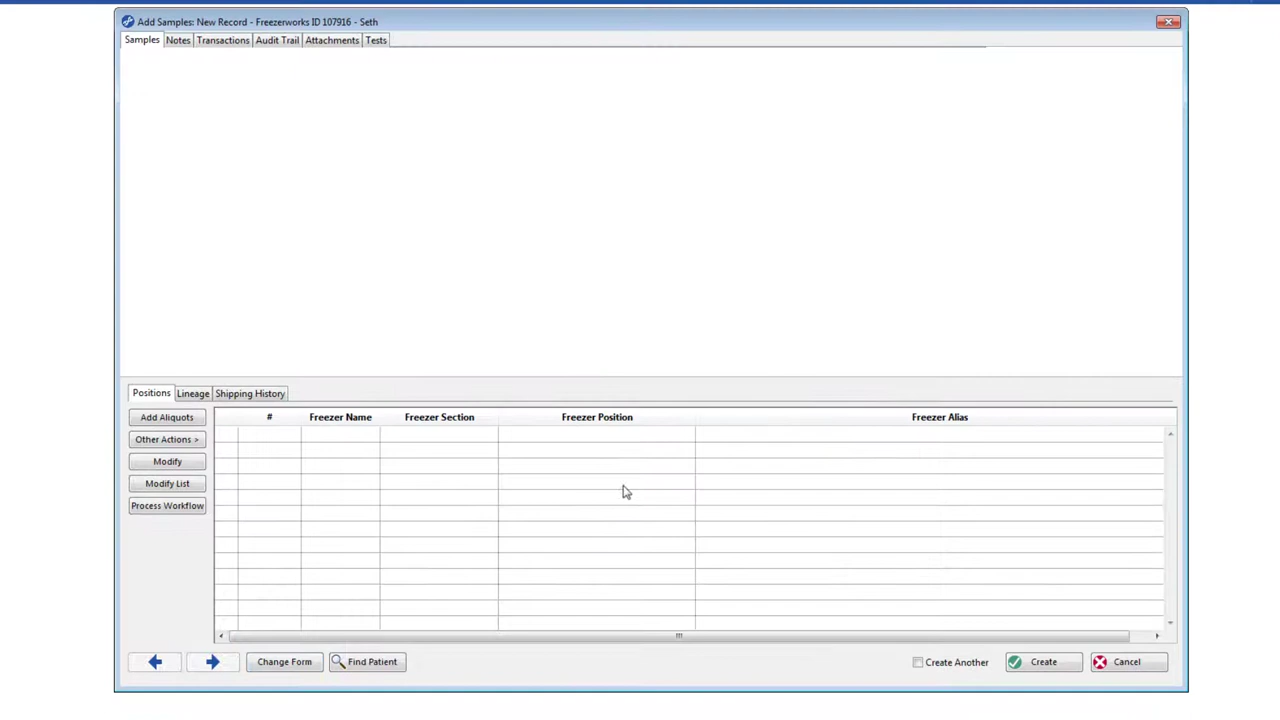 Add Samples: New Record - Freezerworks ID 107916 - Seth
Samples Notes Transactions Audit Trail Attachments Tests
Positions Lineage Shipping History
Add Aliquots
# Freezer Name Freezer Section Freezer Position Freezer Alias
Other Actions >
Modify
Modify List
Process Workflow
Change Form Find Patient Create Another Create Cancel